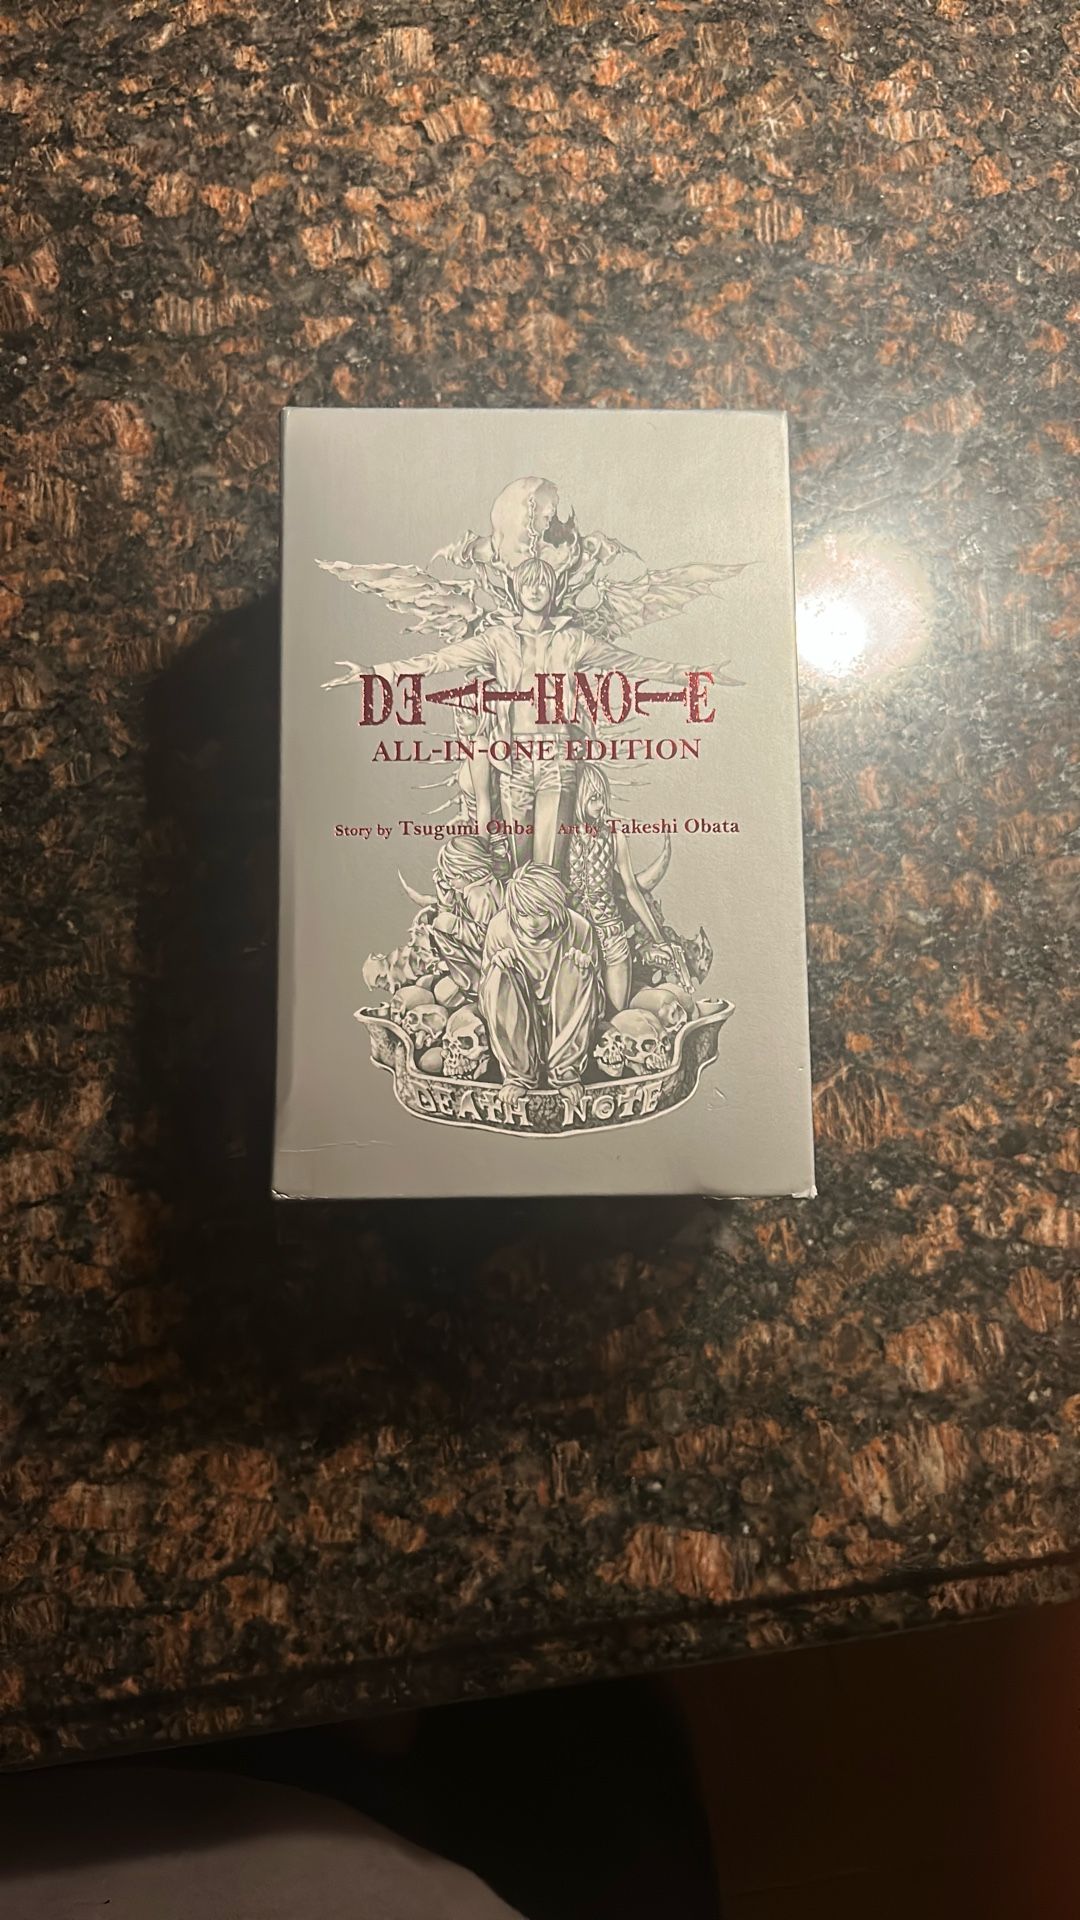 DEATH NOTE
ALL-IN-ONE EDITION
Story by Tsugumi Ohba Art by Takeshi Obata
DEATH NOTE